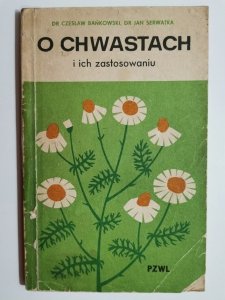 DR CZESŁAW BAŃKOWSKI, DR JAN SERWATKA
O CHWASTACH
i ich zastosowaniu
PZWL